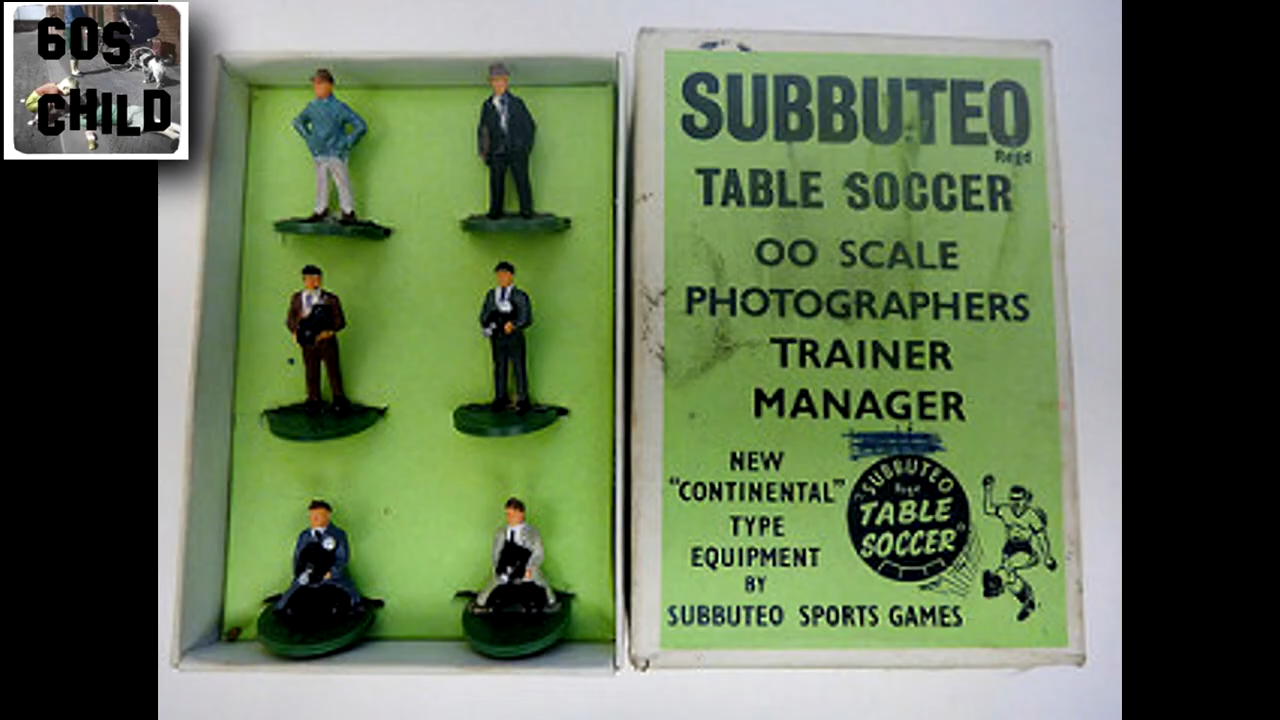 60S
CHILD
SUBBUTEO
Regd
TABLE SOCCER
OO SCALE
PHOTOGRAPHERS
TRAINER
MANAGER
NEW
"CONTINENTAL"
TYPE
EQUIPMENT
BY
SUBBUTEO SPORTS GAMES
SUBBUTEO
Regd
TABLE
SOCCER